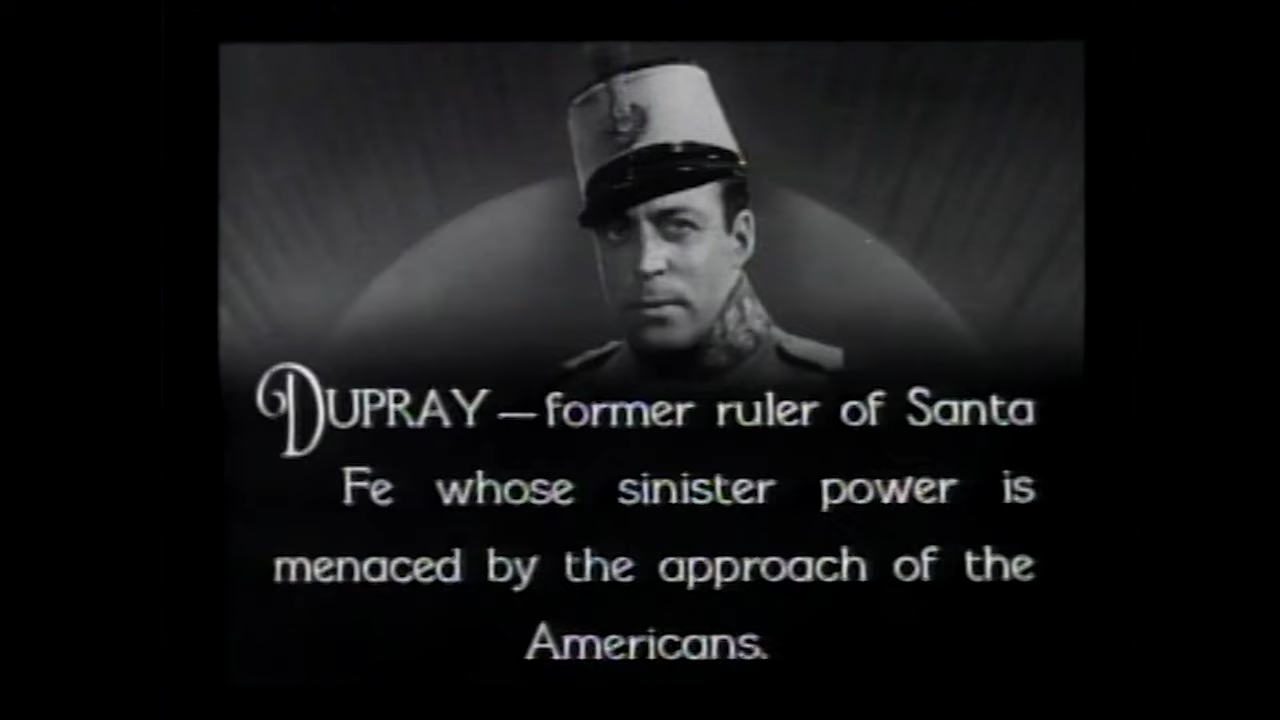 DUPRAY — former ruler of Santa
Fe whose sinister power is
menaced by the approach of the
Americans.